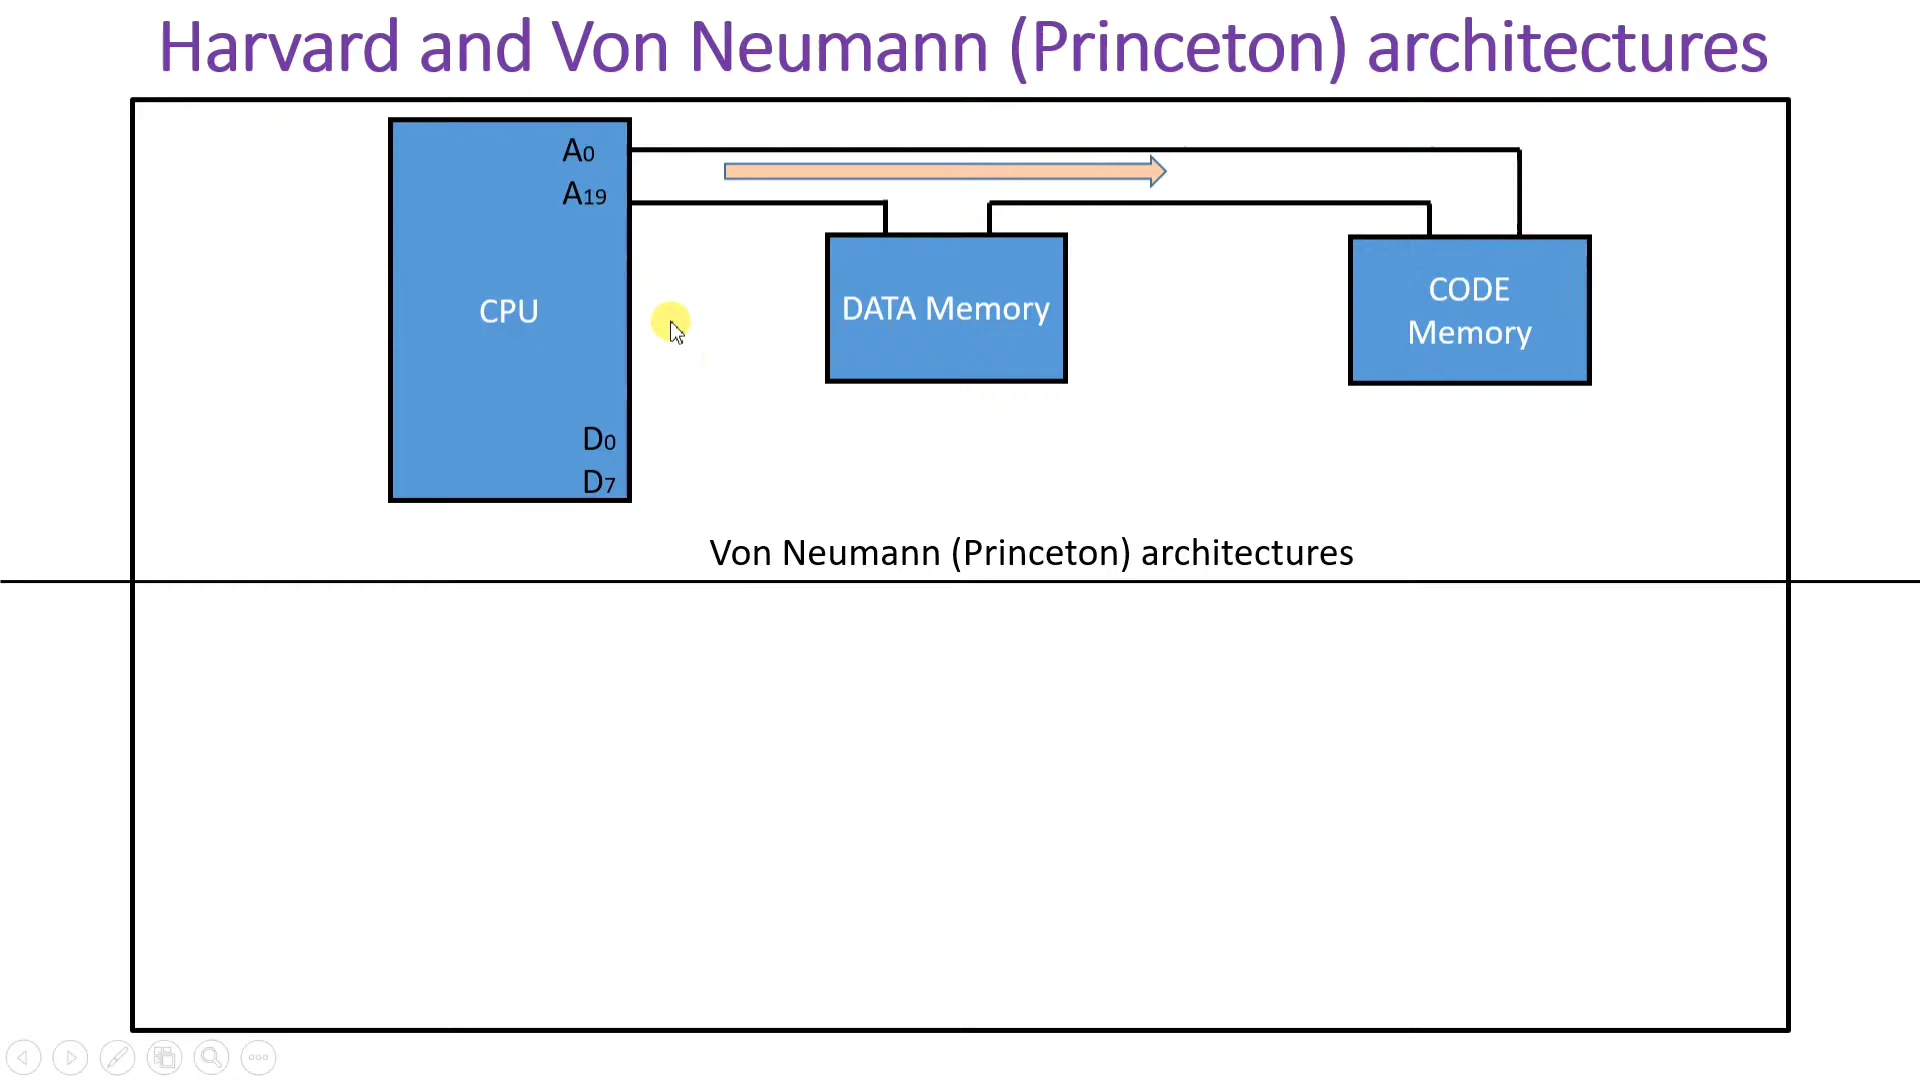 Harvard and Von Neumann (Princeton) architectures
A0
A19
CPU
DATA Memory
CODE
Memory
D0
D7
Von Neumann (Princeton) architectures